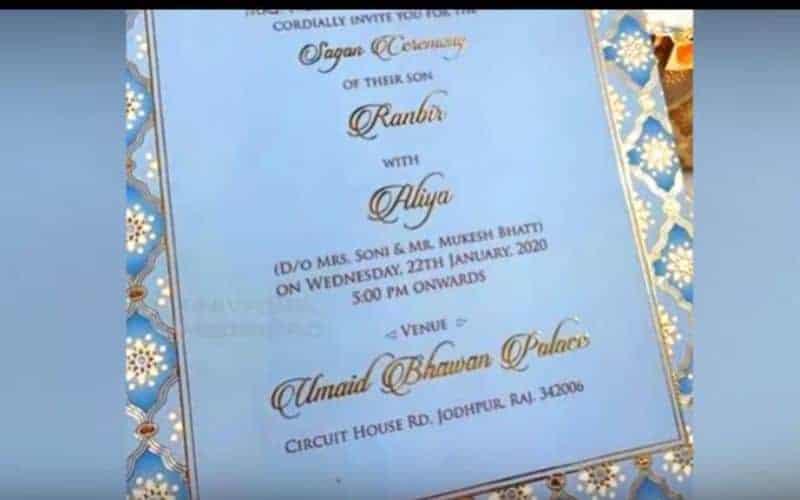 CORDIALLY INVITE YOU FOR THE
Sagan Ceremony
OF THEIR SON
Ranbir
WITH
Aliya
(D/O MRS. SONI & MR. MUKESH BHATT)
ON WEDNESDAY, 22TH JANUARY, 2020
5:00 PM ONWARDS
VENUE
Umaid Bhawan Palace
CIRCUIT HOUSE RD, JODHPUR, RAJ. 342006